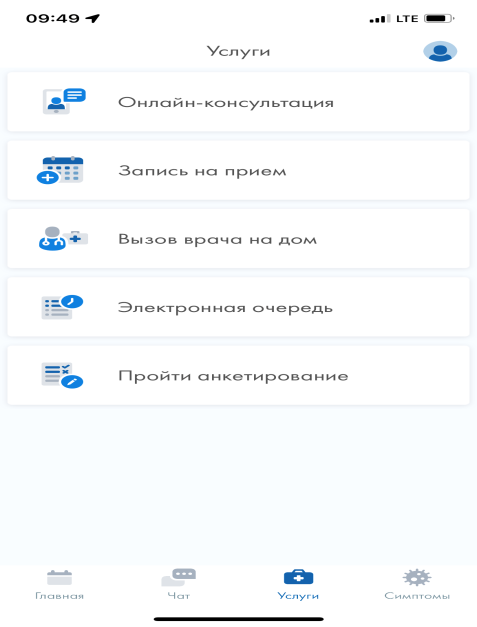 09:49 LTE
Услуги
Онлайн-консультация
Запись на прием
Вызов врача на дом
Электронная очередь
Пройти анкетирование
Главная Чат Услуги Симптомы